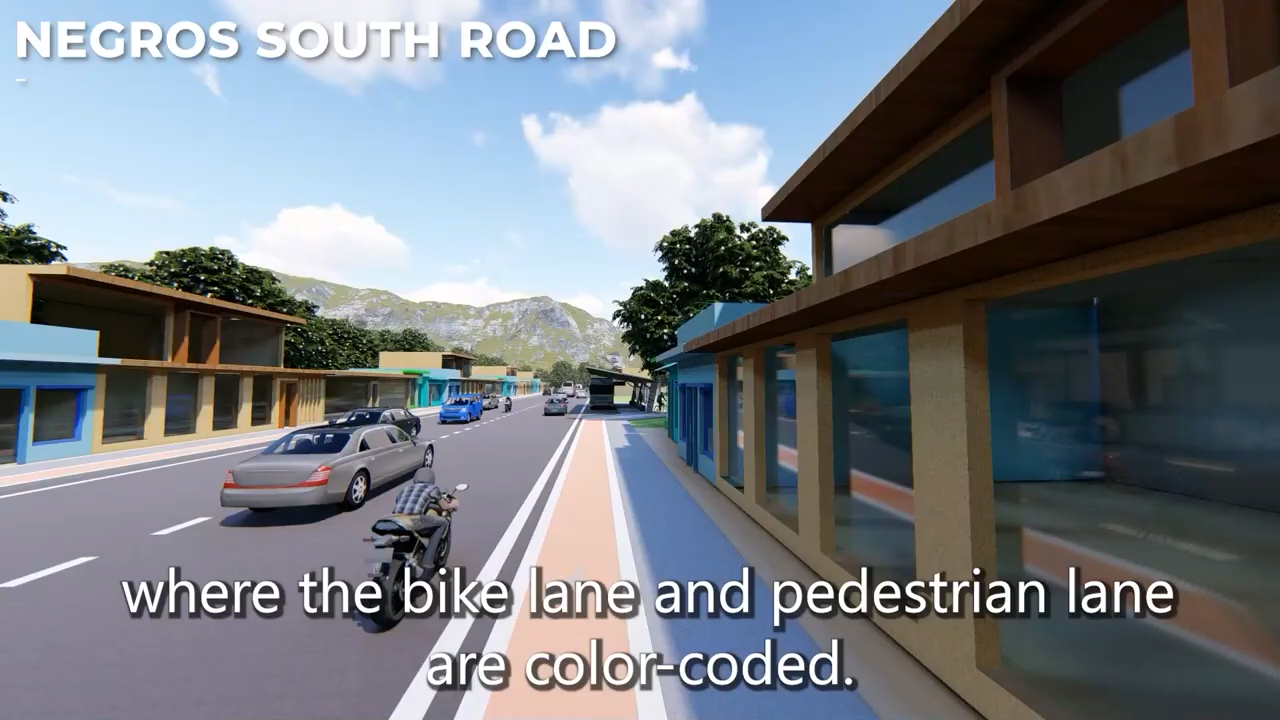 NEGROS SOUTH ROAD
-
where the bike lane and pedestrian lane
are color-coded.